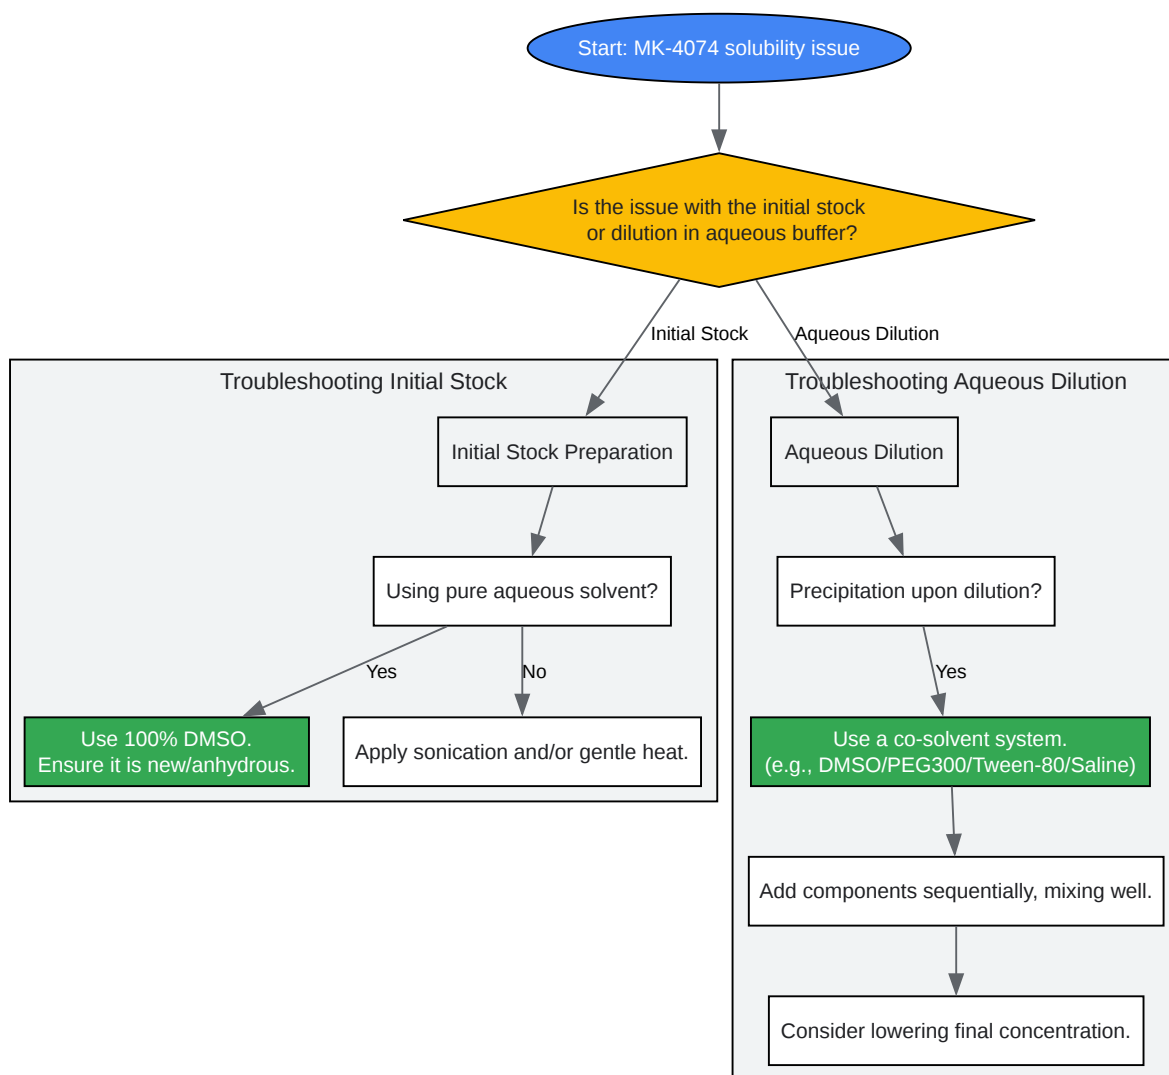 Start: MK-4074 solubility issue
Is the issue with the initial stock
or dilution in aqueous buffer?
Initial Stock
Aqueous Dilution
Troubleshooting Initial Stock
Initial Stock Preparation
Using pure aqueous solvent?
Yes
No
Use 100% DMSO.
Ensure it is new/anhydrous.
Apply sonication and/or gentle heat.
Troubleshooting Aqueous Dilution
Aqueous Dilution
Precipitation upon dilution?
Yes
Use a co-solvent system.
(e.g., DMSO/PEG300/Tween-80/Saline)
Add components sequentially, mixing well.
Consider lowering final concentration.